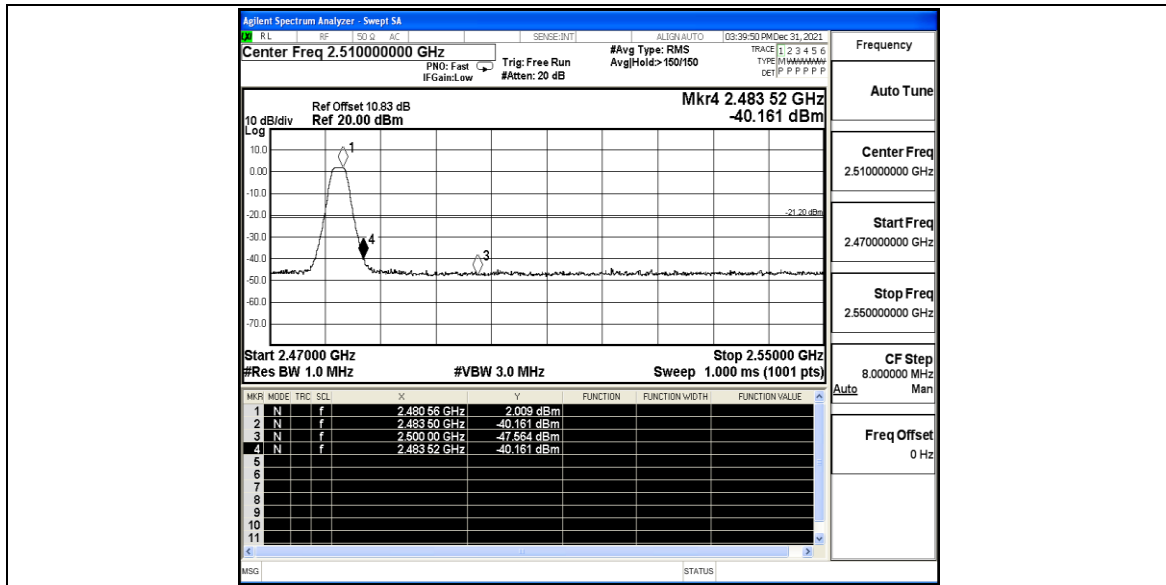 Agilent Spectrum Analyzer - Swept SA
RL RF 50 Ω AC SENSE:INT ALIGNAUTO 03:39:50 PMDec 31, 2021
Center Freq 2.510000000 GHz
PNO: Fast
IFGain:Low
Trig: Free Run
#Atten: 20 dB
#Avg Type: RMS
Avg|Hold:>150/150
TRACE 1 2 3 4 5 6
TYPE M
DET P P P P P P
Mkr4 2.483 52 GHz
-40.161 dBm
Ref Offset 10.83 dB
10 dB/div Ref 20.00 dBm
Log
10.0
0.00
-10.0
-20.0
-30.0
-40.0
-50.0
-60.0
-70.0
1
4
3
-21.20 dBm
Start 2.47000 GHz Stop 2.55000 GHz
#Res BW 1.0 MHz #VBW 3.0 MHz Sweep 1.000 ms (1001 pts)
MKR MODE TRC SCL X Y FUNCTION FUNCTION WIDTH FUNCTION VALUE
1 N f 2.480 56 GHz 2.009 dBm
2 N f 2.483 50 GHz -40.161 dBm
3 N f 2.500 00 GHz -47.564 dBm
4 N f 2.483 52 GHz -40.161 dBm
5
6
7
8
9
10
11
MSG STATUS
Frequency
Auto Tune
Center Freq
2.510000000 GHz
Start Freq
2.470000000 GHz
Stop Freq
2.550000000 GHz
CF Step
8.000000 MHz
Auto Man
Freq Offset
0 Hz